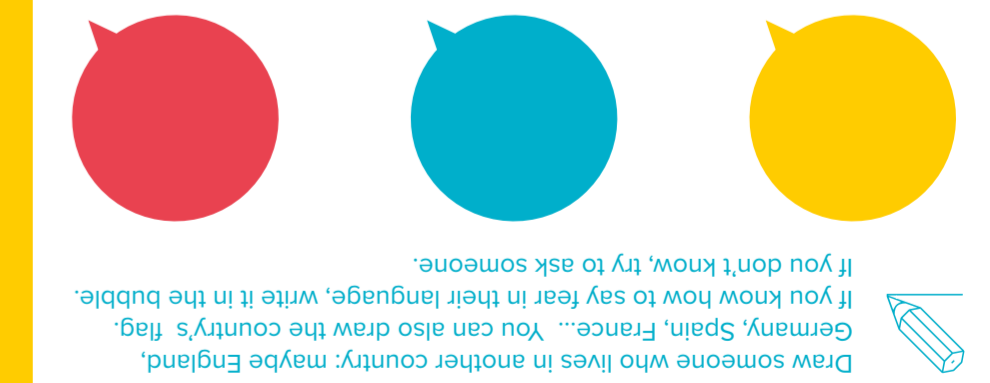 Draw someone who lives in another country: maybe England,
Germany, Spain, France... You can also draw the country's flag.
If you know how to say fear in their language, write it in the bubble.
If you don't know, try to ask someone.